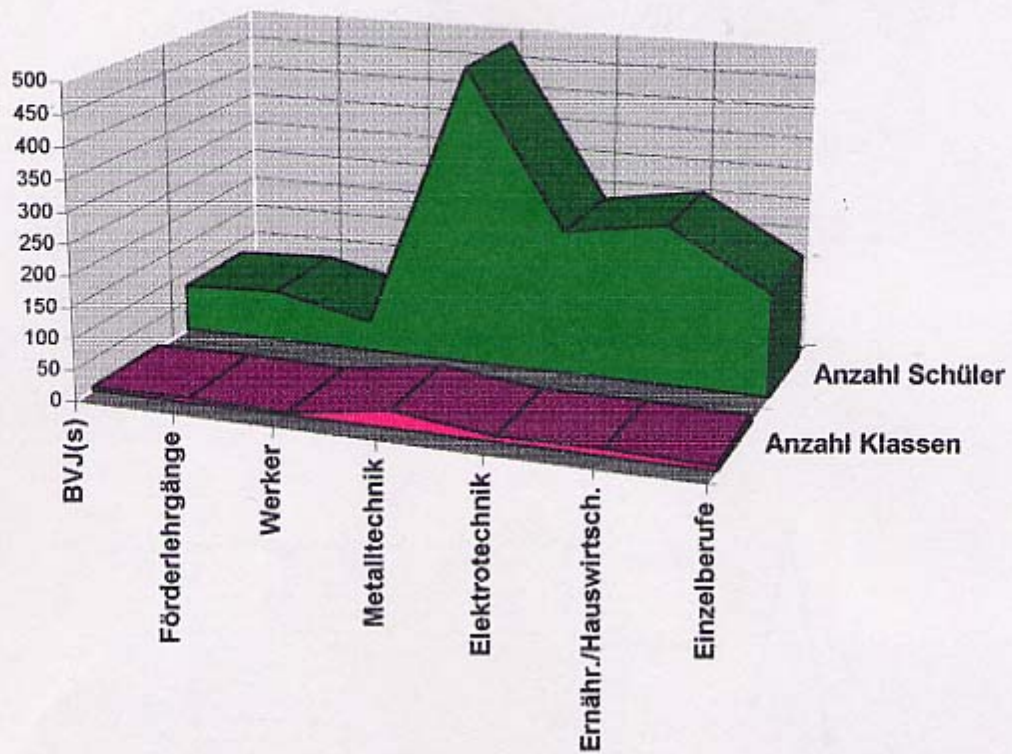 500
450
400
350
300
250
200
150
100
50
0
BVJ(s)
Förderlehrgänge
Werker
Metalltechnik
Elektrotechnik
Ernähr./Hauswirtsch.
Einzelberufe
Anzahl Schüler
Anzahl Klassen